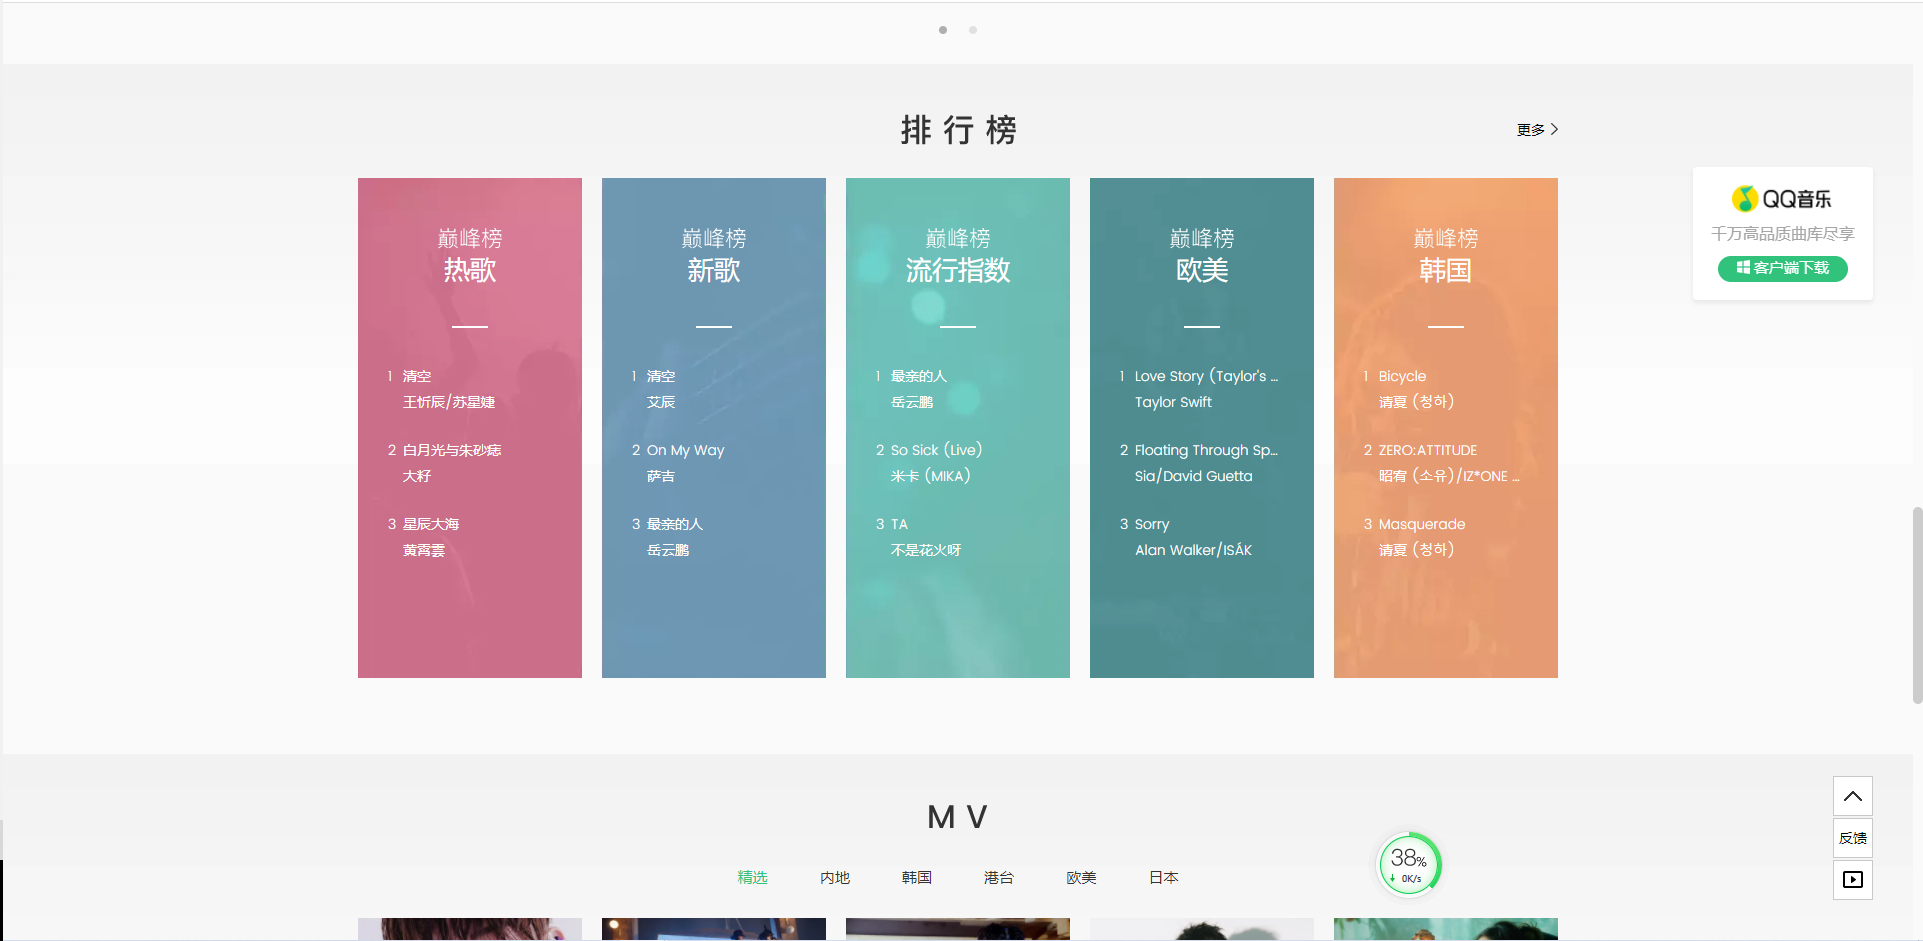 排行榜
更多
巅峰榜
热歌
1 清空
王忻辰/苏星婕
2 白月光与朱砂痣
大籽
3 星辰大海
黄霄雲
巅峰榜
新歌
1 清空
艾辰
2 On My Way
萨吉
3 最亲的人
岳云鹏
巅峰榜
流行指数
1 最亲的人
岳云鹏
2 So Sick (Live)
米卡 (MIKA)
3 TA
不是花火呀
巅峰榜
欧美
1 Love Story (Taylor's ...
Taylor Swift
2 Floating Through Sp...
Sia/David Guetta
3 Sorry
Alan Walker/ISÁK
巅峰榜
韩国
1 Bicycle
请夏 (청하)
2 ZERO:ATTITUDE
昭宥 (소유)/IZ*ONE ...
3 Masquerade
请夏 (청하)
QQ音乐
千万高品质曲库尽享
客户端下载
MV
精选 内地 韩国 港台 欧美 日本
38%
0K/s
反馈